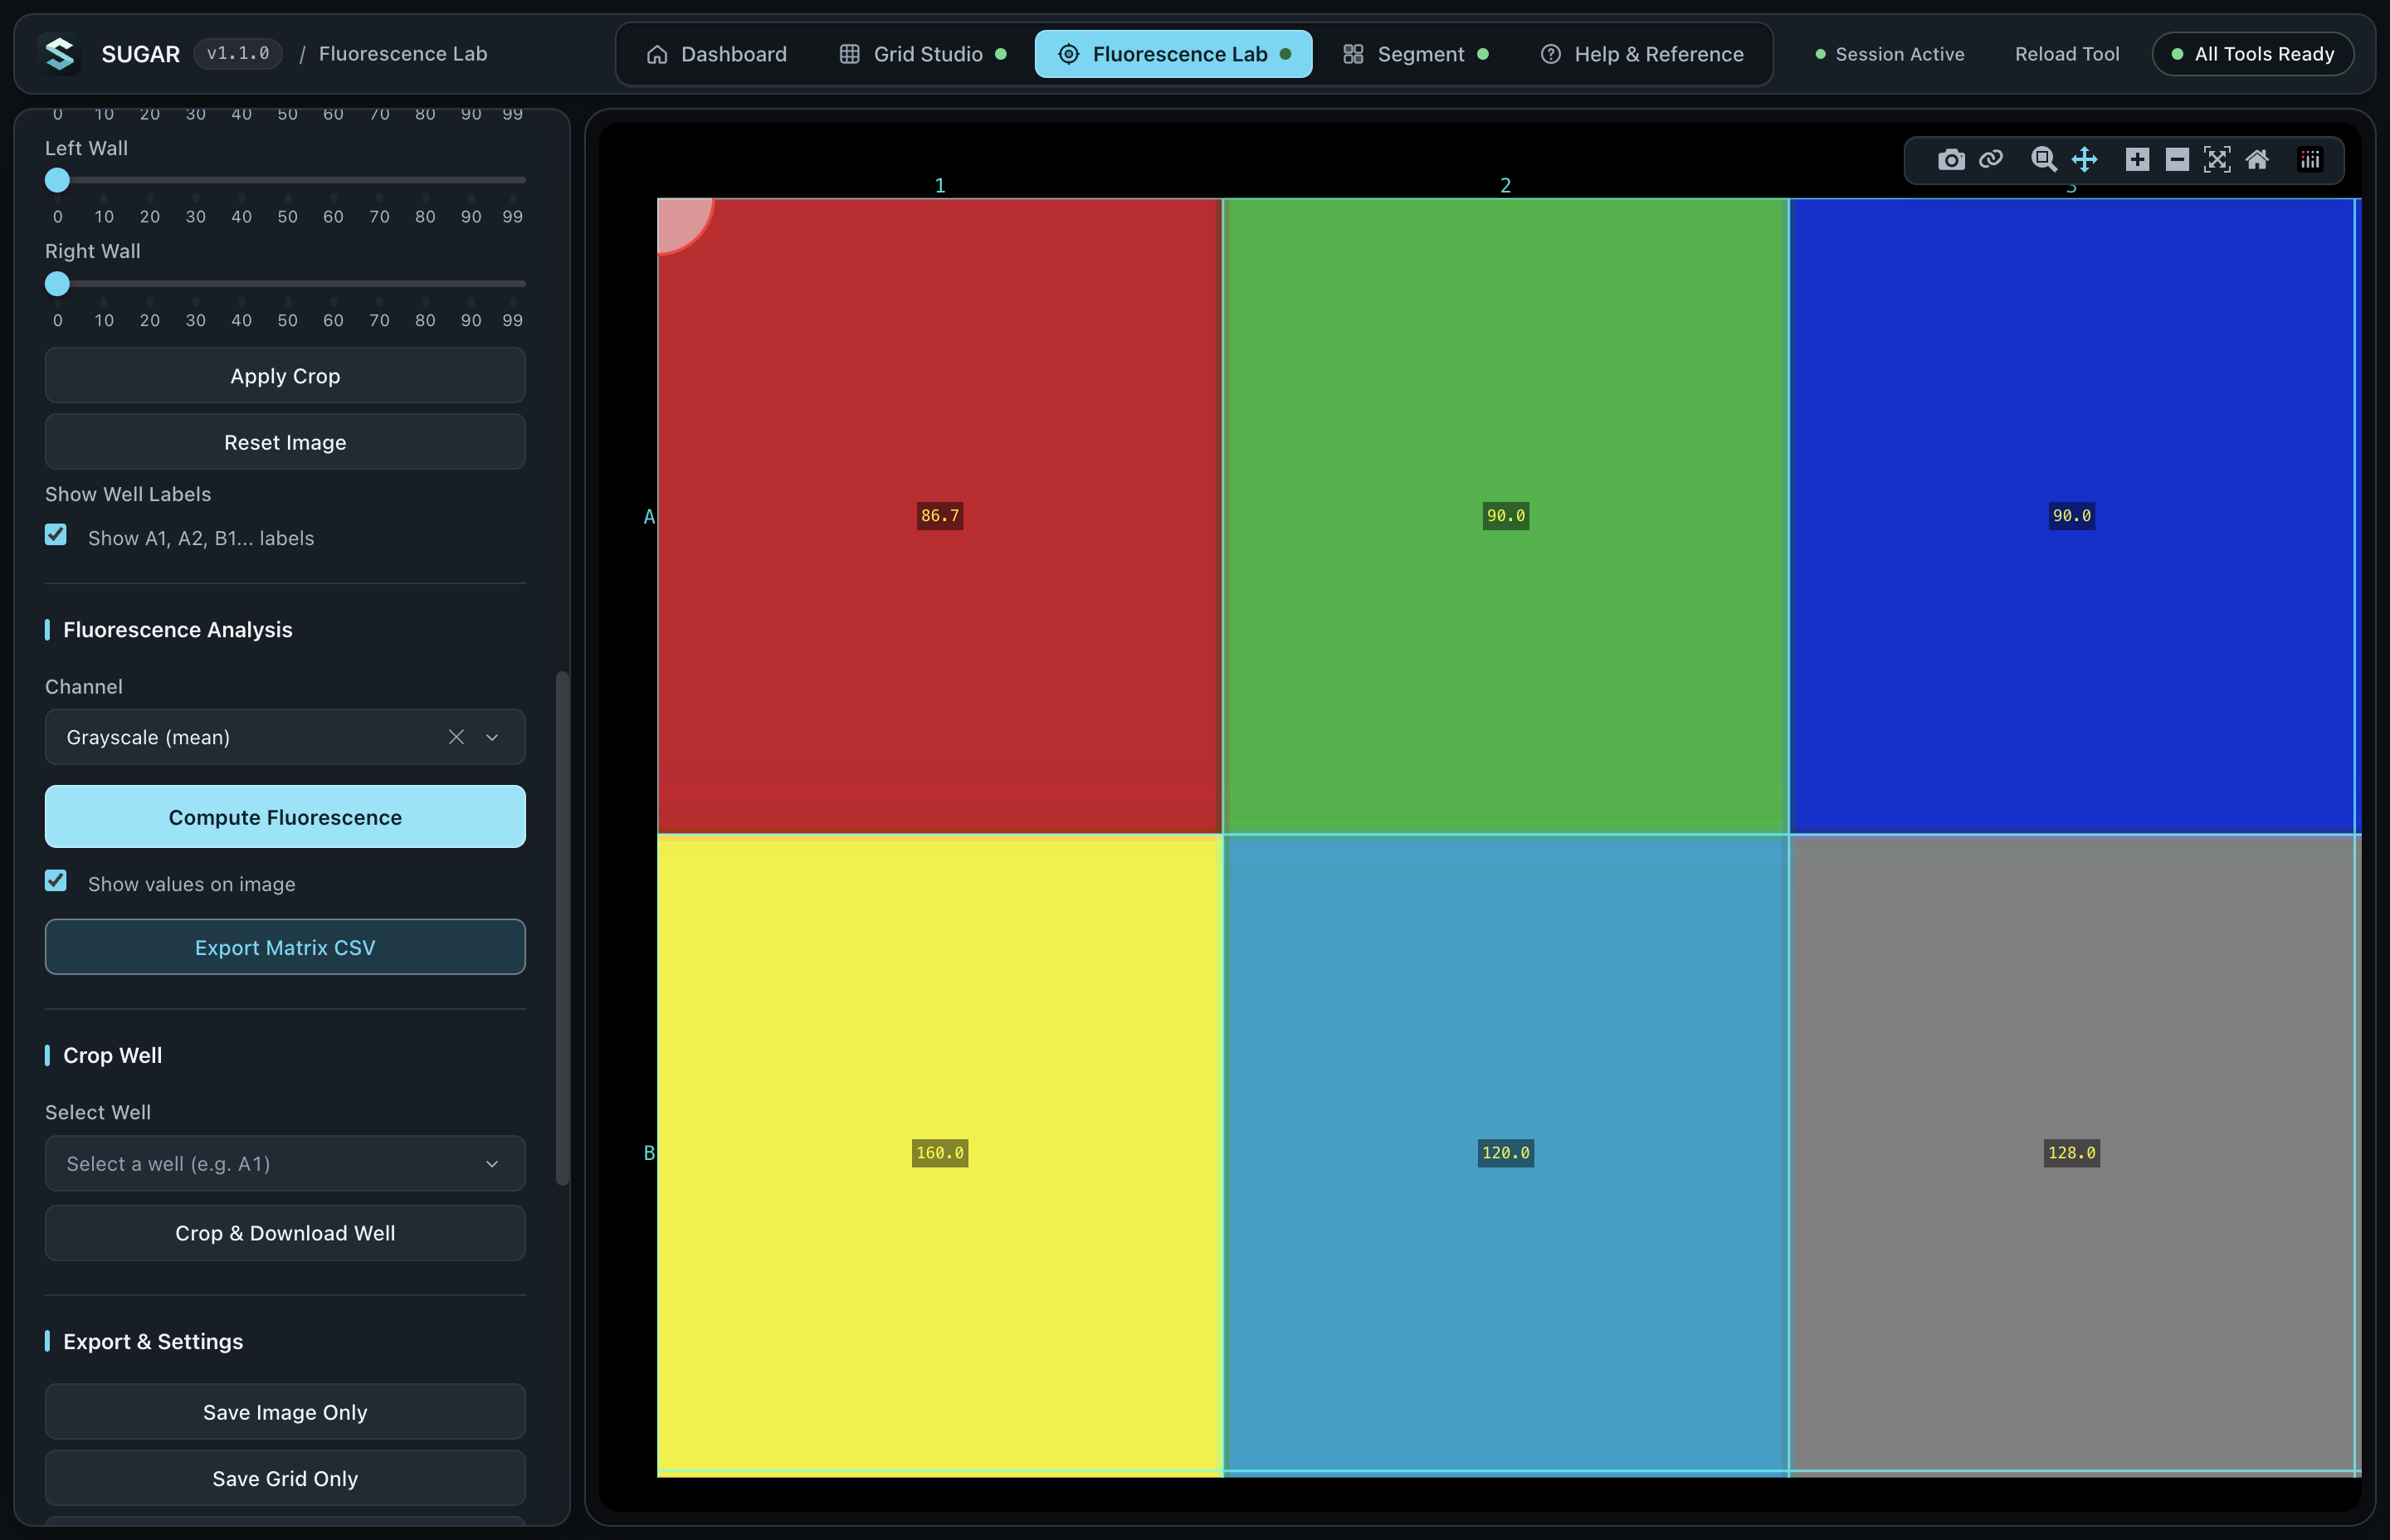 SUGAR v1.1.0 / Fluorescence Lab
Dashboard
Grid Studio
Fluorescence Lab
Segment
Help & Reference
Session Active
Reload Tool
All Tools Ready
0 10 20 30 40 50 60 70 80 90 99
Left Wall
0 10 20 30 40 50 60 70 80 90 99
Right Wall
0 10 20 30 40 50 60 70 80 90 99
Apply Crop
Reset Image
Show Well Labels
Show A1, A2, B1... labels
Fluorescence Analysis
Channel
Grayscale (mean)
Compute Fluorescence
Show values on image
Export Matrix CSV
Crop Well
Select Well
Select a well (e.g. A1)
Crop & Download Well
Export & Settings
Save Image Only
Save Grid Only
1 2 3
A 86.7 90.0 90.0
B 160.0 120.0 128.0